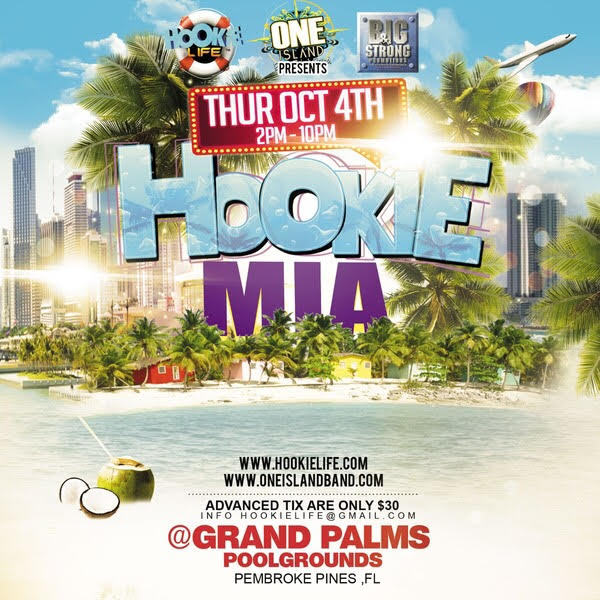 HOOKIE
LIFE
ONE
ISLAND
PRESENTS
BIG
&
STRONG
PROMOTIONS
THUR OCT 4TH
2PM - 10PM
HOOKIE
MIA
WWW.HOOKIELIFE.COM
WWW.ONEISLANDBAND.COM
ADVANCED TIX ARE ONLY $30
INFO HOOKIELIFE@GMAIL.COM
@GRAND PALMS
POOLGROUNDS
PEMBROKE PINES ,FL